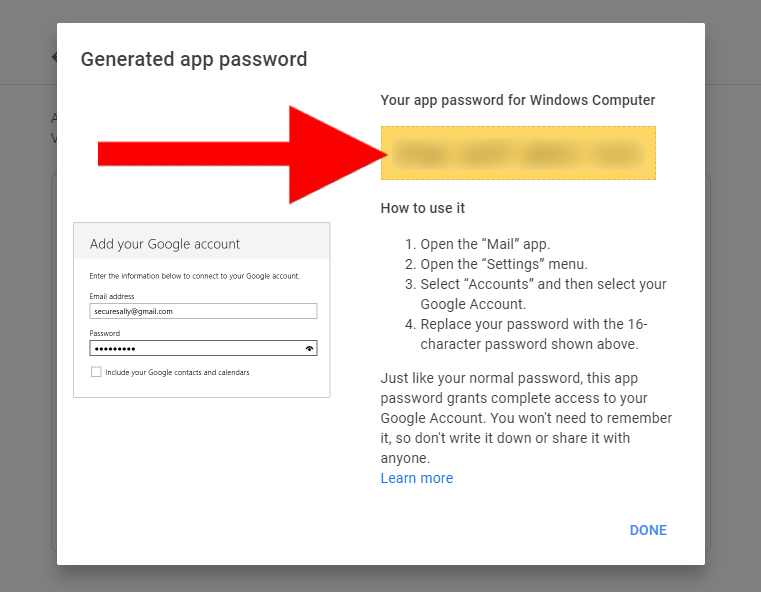 Generated app password
Your app password for Windows Computer
How to use it
1. Open the “Mail” app.
2. Open the “Settings” menu.
3. Select “Accounts” and then select your
Google Account.
4. Replace your password with the 16-
character password shown above.
Just like your normal password, this app
password grants complete access to your
Google Account. You won't need to remember
it, so don't write it down or share it with
anyone.
Learn more
DONE
Add your Google account
Enter the information below to connect to your Google account.
Email address
securesally@gmail.com
Password
•••••••••
Include your Google contacts and calendars